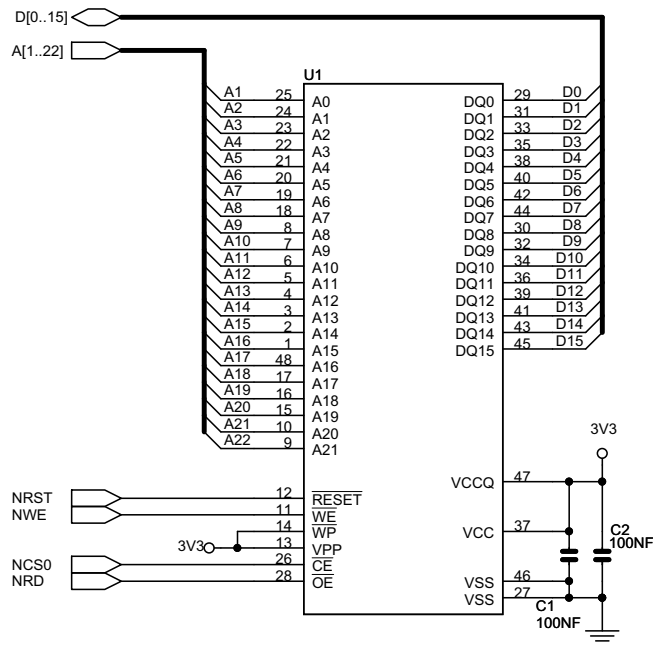 D[0..15]
A[1..22]
U1
A1 25 A0 DQ0 29 D0
A2 24 A1 DQ1 31 D1
A3 23 A2 DQ2 33 D2
A4 22 A3 DQ3 35 D3
A5 21 A4 DQ4 38 D4
A6 20 A5 DQ5 40 D5
A7 19 A6 DQ6 42 D6
A8 18 A7 DQ7 44 D7
A9 8 A8 DQ8 30 D8
A10 7 A9 DQ9 32 D9
A11 6 A10 DQ10 34 D10
A12 5 A11 DQ11 36 D11
A13 4 A12 DQ12 39 D12
A14 3 A13 DQ13 41 D13
A15 2 A14 DQ14 43 D14
A16 1 A15 DQ15 45 D15
A17 48 A16
A18 17 A17
A19 16 A18
A20 15 A19
A21 10 A20
A22 9 A21
3V3
VCCQ 47
NRST 12 RESET
NWE 11 WE
14 WP VCC 37
3V3 13 VPP
C2
100NF
NCS0 26 CE
NRD 28 OE
VSS 46
VSS 27
C1
100NF